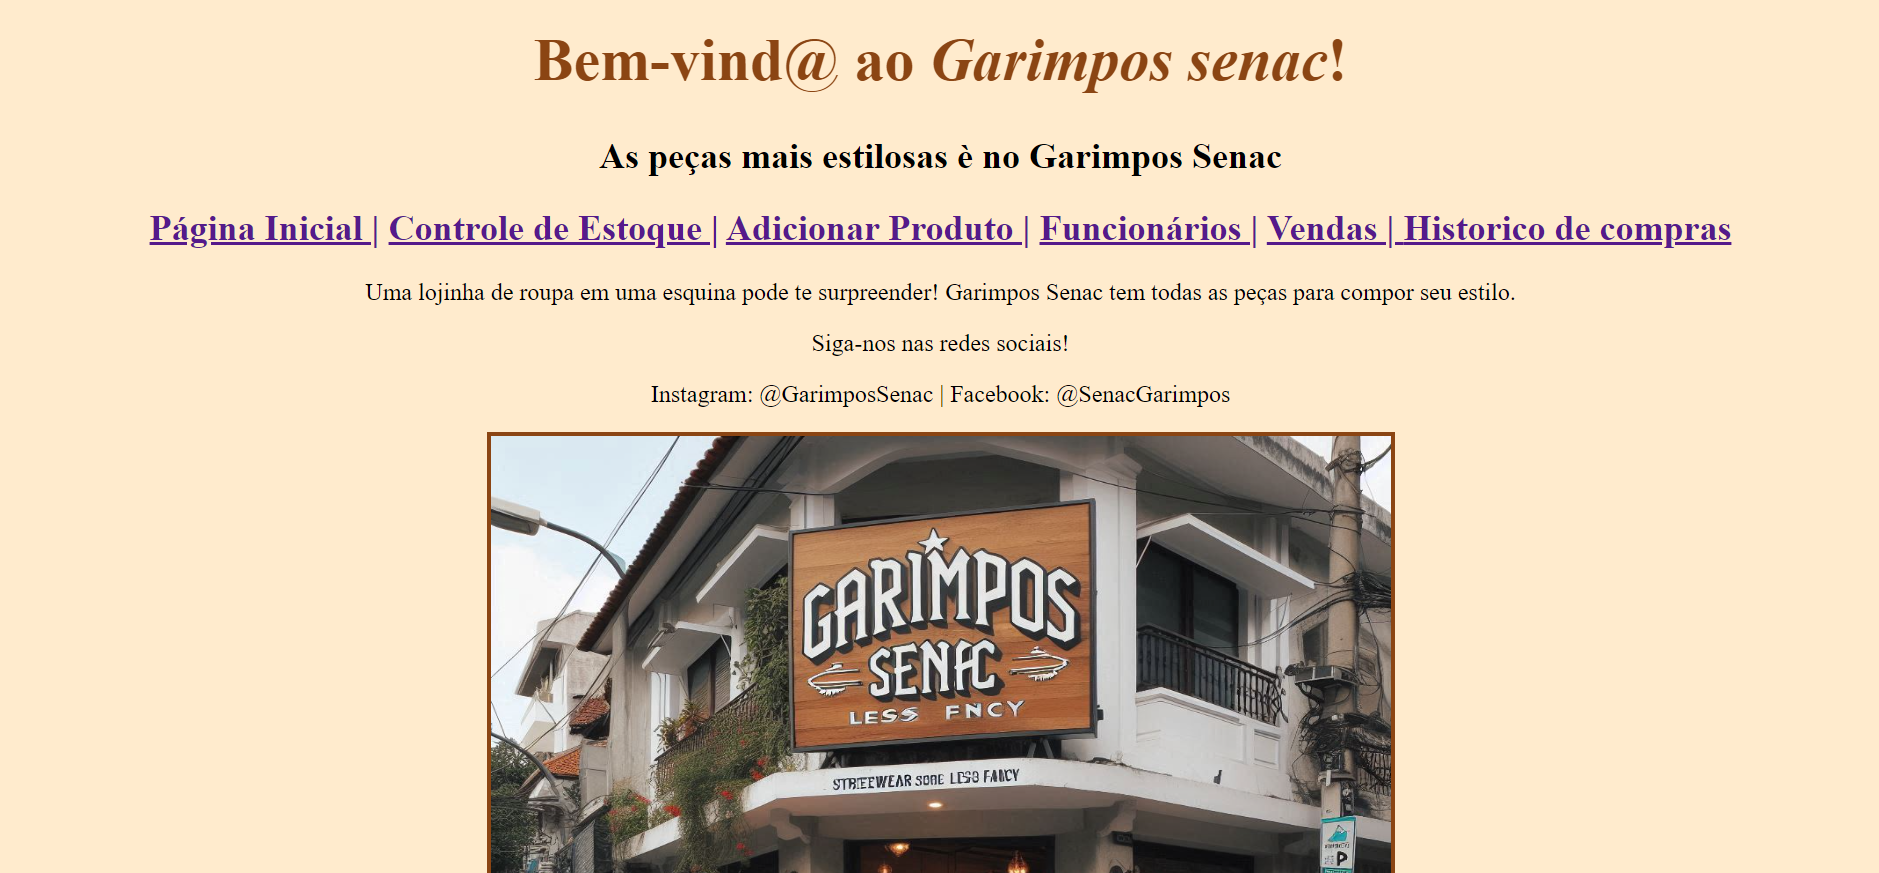 Bem-vind@ ao Garimpos senac!
As peças mais estilosas è no Garimpos Senac
Página Inicial | Controle de Estoque | Adicionar Produto | Funcionários | Vendas | Historico de compras
Uma lojinha de roupa em uma esquina pode te surpreender! Garimpos Senac tem todas as peças para compor seu estilo.
Siga-nos nas redes sociais!
Instagram: @GarimposSenac | Facebook: @SenacGarimpos
GARIMPOS
SENAC
LESS FNCY
LESS FANCY
P